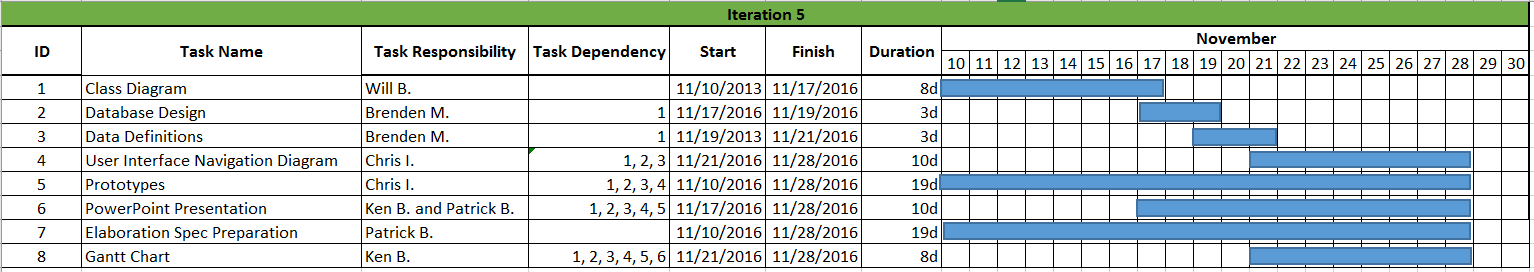 Iteration 5
ID Task Name Task Responsibility Task Dependency Start Finish Duration November
10 11 12 13 14 15 16 17 18 19 20 21 22 23 24 25 26 27 28 29 30
1 Class Diagram Will B. 11/10/2013 11/17/2016 8d
2 Database Design Brenden M. 1 11/17/2016 11/19/2016 3d
3 Data Definitions Brenden M. 1 11/19/2013 11/21/2016 3d
4 User Interface Navigation Diagram Chris I. 1, 2, 3 11/21/2016 11/28/2016 10d
5 Prototypes Chris I. 1, 2, 3, 4 11/10/2016 11/28/2016 19d
6 PowerPoint Presentation Ken B. and Patrick B. 1, 2, 3, 4, 5 11/17/2016 11/28/2016 10d
7 Elaboration Spec Preparation Patrick B. 11/10/2016 11/28/2016 19d
8 Gantt Chart Ken B. 1, 2, 3, 4, 5, 6 11/21/2016 11/28/2016 8d